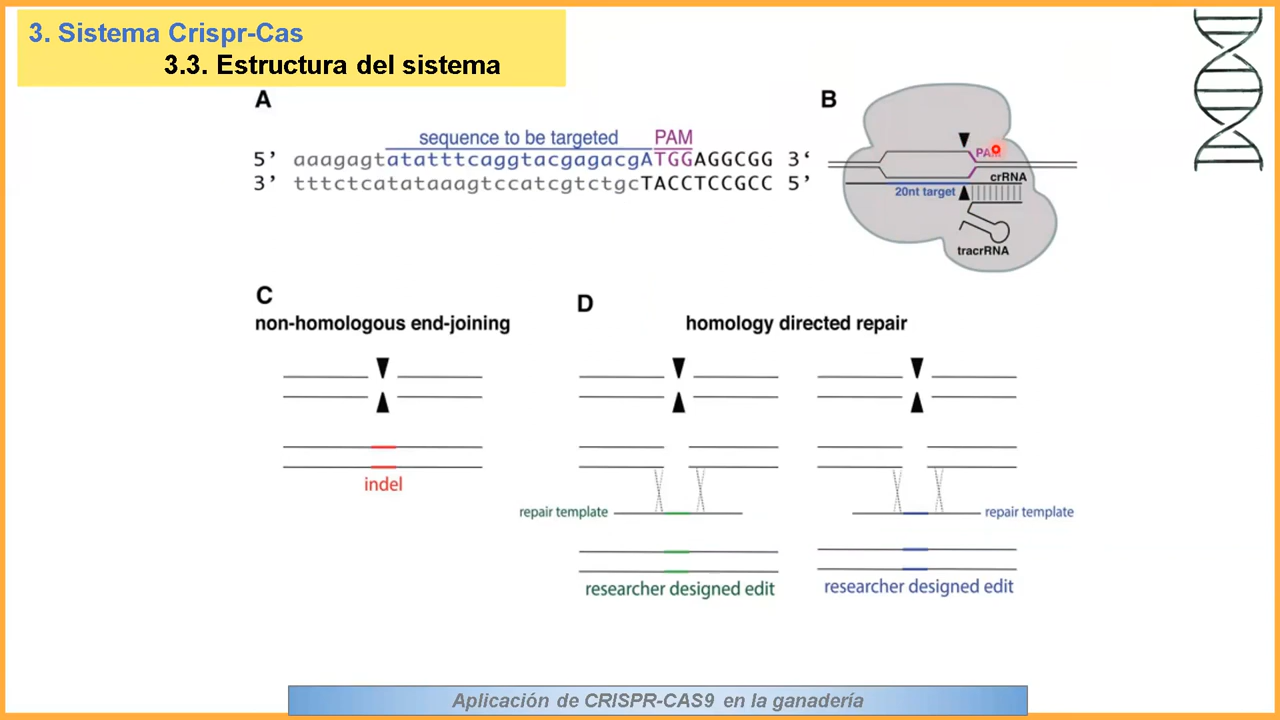 3. Sistema Crispr-Cas
3.3. Estructura del sistema
A
sequence to be targeted PAM
5’ aaagagtatatttcaggtacgagacgATGGAGGCGG 3‘
3’ tttctcatataaagtccatcgtctgcTACCTCCGCC 5’
B
PAM
crRNA
20nt target
tracrRNA
C
non-homologous end-joining
indel
D
homology directed repair
repair template
researcher designed edit
repair template
researcher designed edit
Aplicación de CRISPR-CAS9 en la ganadería